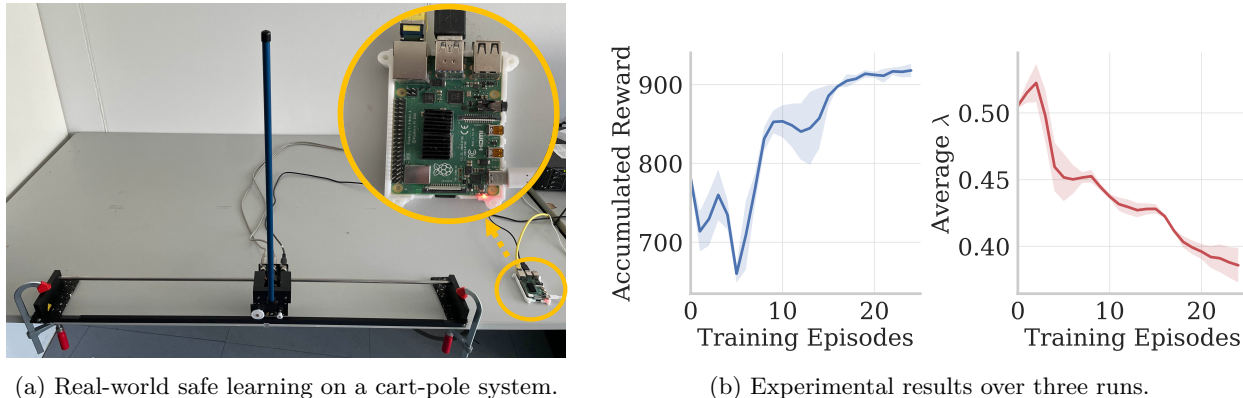 900
800
700
0
10
20
Accumulated Reward
Training Episodes
0.50
0.45
0.40
0
10
20
Average λ
Training Episodes
HDMI
(a) Real-world safe learning on a cart-pole system.
(b) Experimental results over three runs.